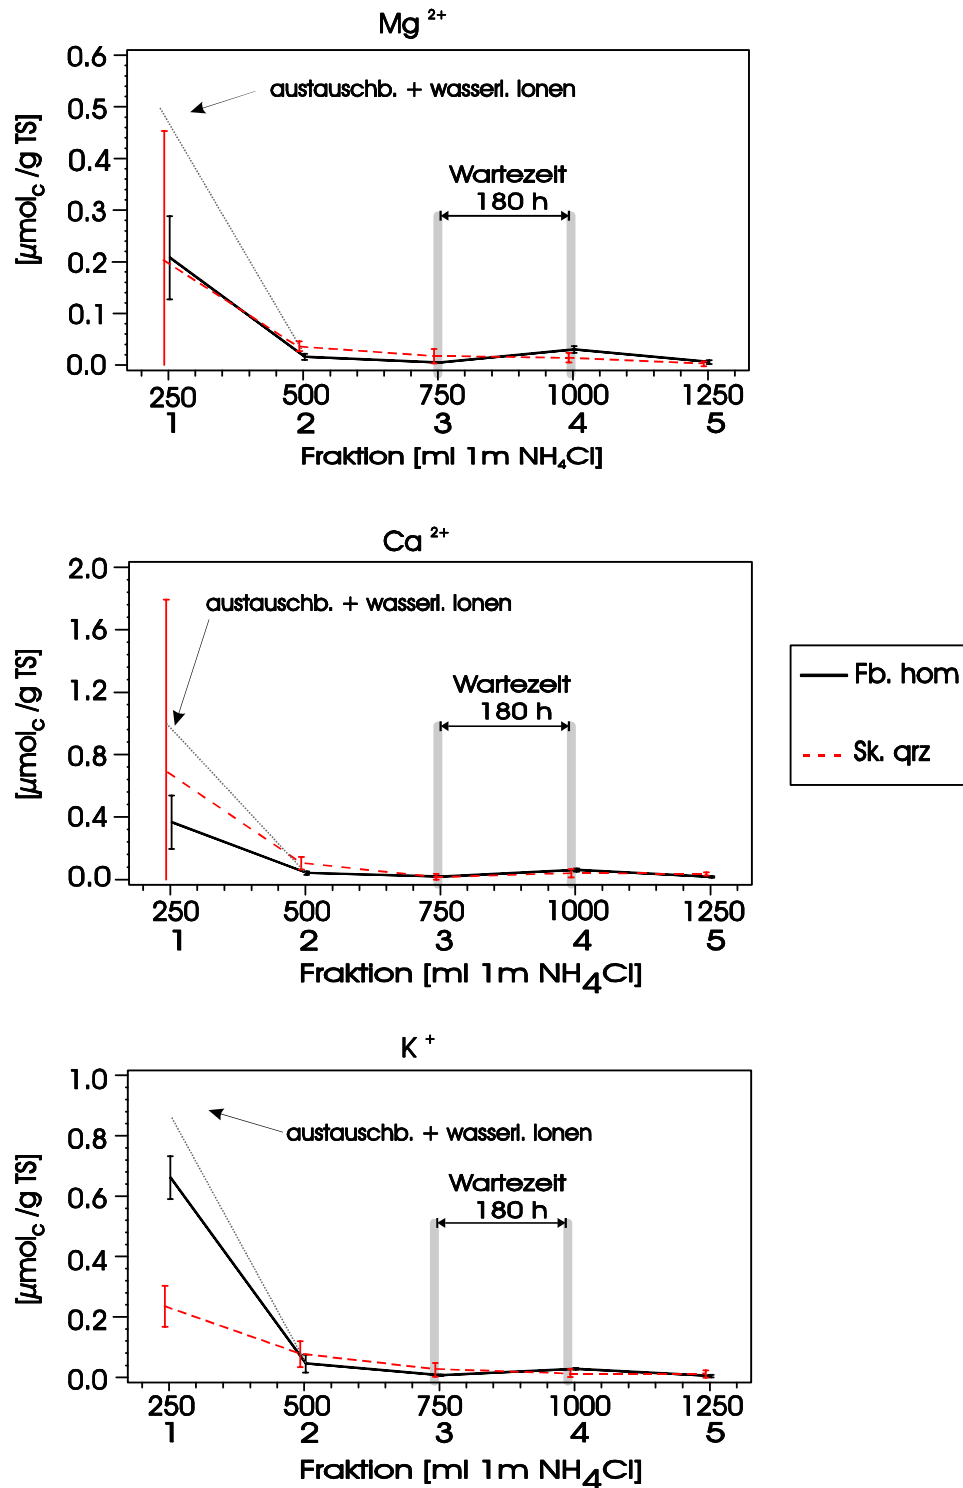 Mg 2+
[µmolc/g TS]
0.6
0.5
0.4
0.3
0.2
0.1
0.0
austauschb. + wasserl. Ionen
Wartezeit
180 h
250 500 750 1000 1250
1 2 3 4 5
Fraktion [ml 1m NH4Cl]
Ca 2+
[µmolc/g TS]
2.0
1.6
1.2
0.8
0.4
0.0
austauschb. + wasserl. Ionen
Wartezeit
180 h
250 500 750 1000 1250
1 2 3 4 5
Fraktion [ml 1m NH4Cl]
Fb. hom
Sk. qrz
K +
[µmolc/g TS]
1.0
0.8
0.6
0.4
0.2
0.0
austauschb. + wasserl. Ionen
Wartezeit
180 h
250 500 750 1000 1250
1 2 3 4 5
Fraktion [ml 1m NH4Cl]